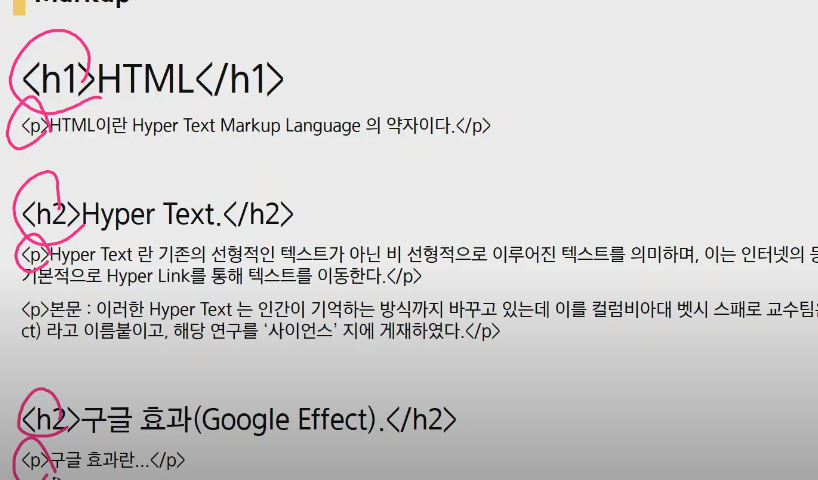 Markup
<h1>HTML</h1>
<p>HTML이란 Hyper Text Markup Language 의 약자이다.</p>
<h2>Hyper Text.</h2>
<p>Hyper Text 란 기존의 선형적인 텍스트가 아닌 비 선형적으로 이루어진 텍스트를 의미하며, 이는 인터넷의
기본적으로 Hyper Link를 통해 텍스트를 이동한다.</p>
<p>본문 : 이러한 Hyper Text 는 인간이 기억하는 방식까지 바꾸고 있는데 이를 컬럼비아대 벳시 스패로 교수팀은
ct) 라고 이름붙이고, 해당 연구를 ‘사이언스’ 지에 게재하였다.</p>
<h2>구글 효과(Google Effect).</h2>
<p>구글 효과란...</p>